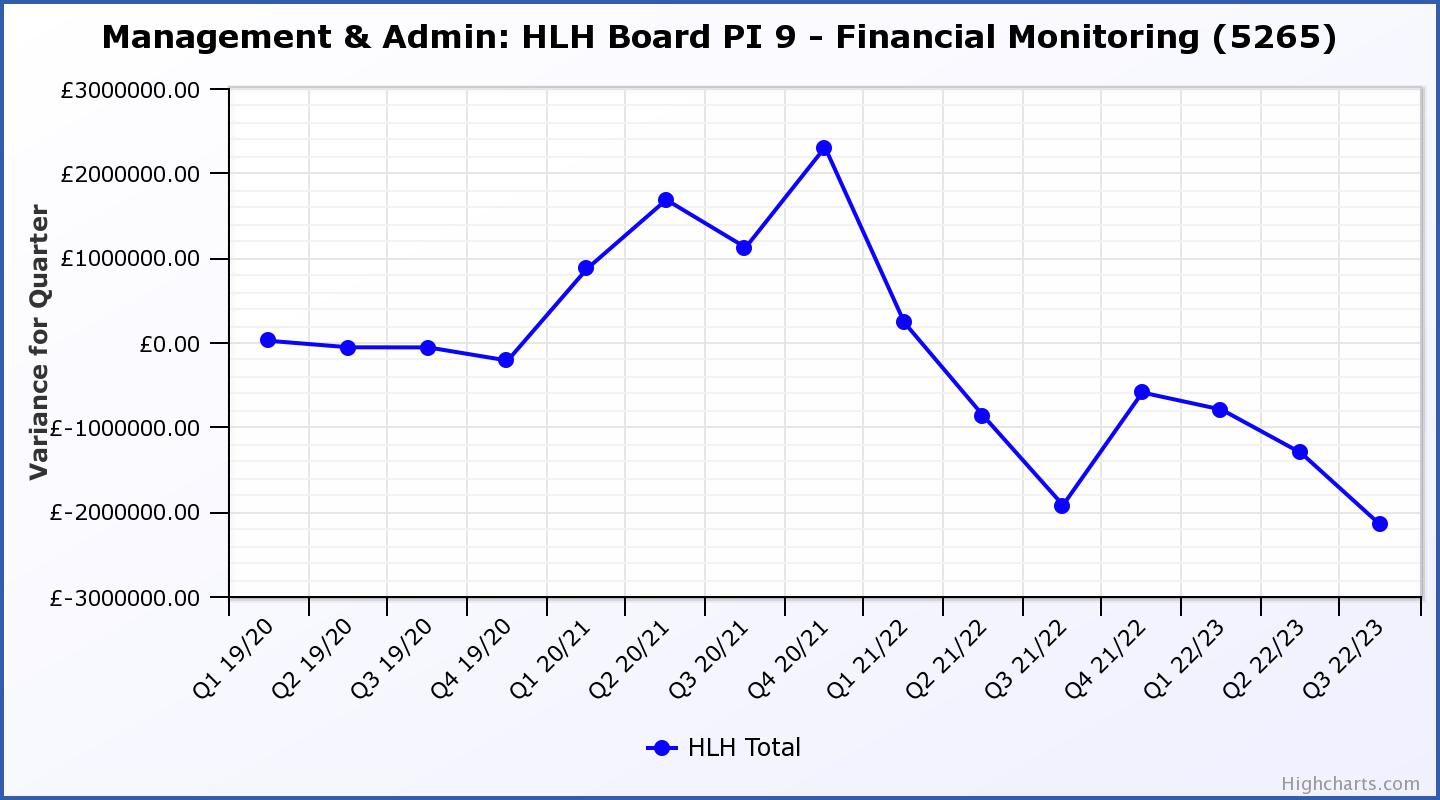 Management & Admin: HLH Board PI 9 - Financial Monitoring (5265)
Variance for Quarter
£3000000.00
£2000000.00
£1000000.00
£0.00
£-1000000.00
£-2000000.00
£-3000000.00
Q1 19/20
Q2 19/20
Q3 19/20
Q4 19/20
Q1 20/21
Q2 20/21
Q3 20/21
Q4 20/21
Q1 21/22
Q2 21/22
Q3 21/22
Q4 21/22
Q1 22/23
Q2 22/23
Q3 22/23
HLH Total
Highcharts.com